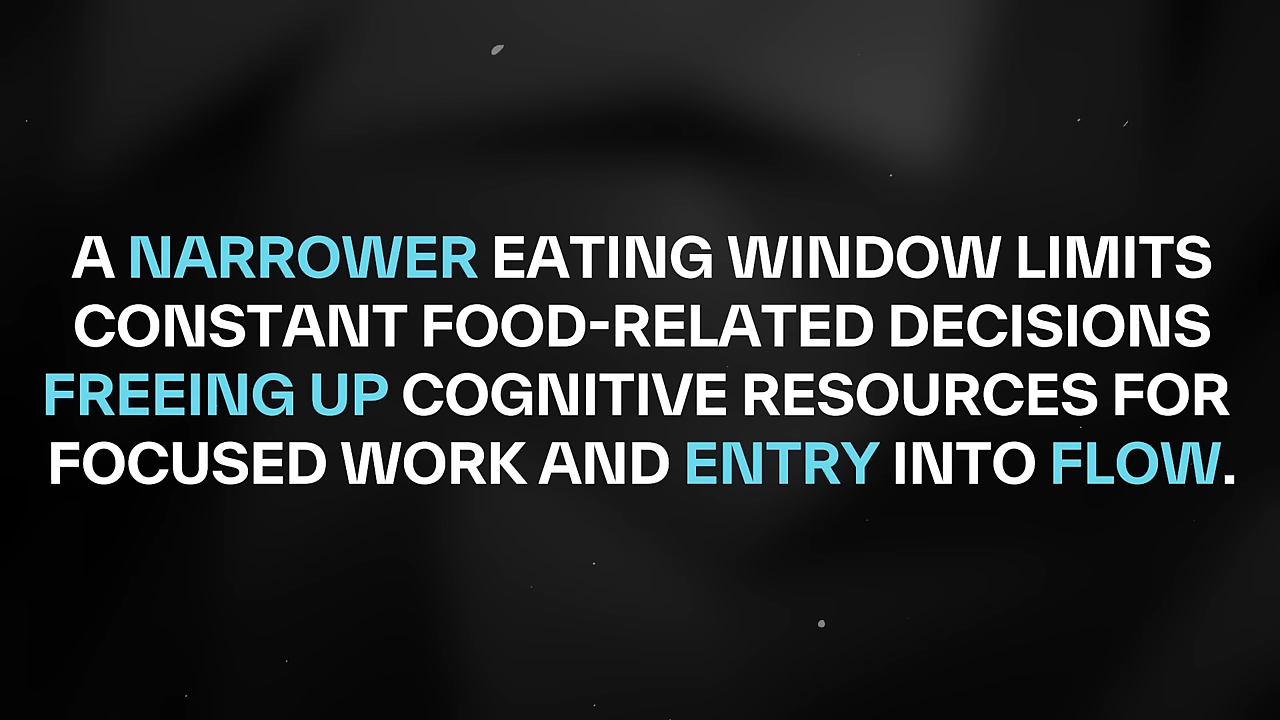 A NARROWER EATING WINDOW LIMITS
CONSTANT FOOD-RELATED DECISIONS
FREEING UP COGNITIVE RESOURCES FOR
FOCUSED WORK AND ENTRY INTO FLOW.